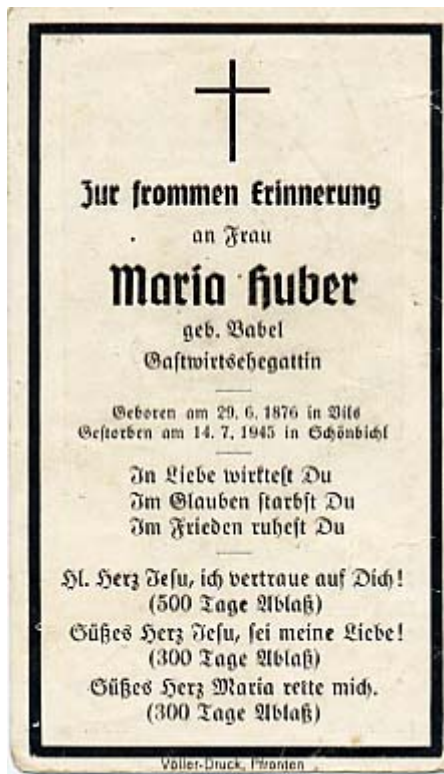 Zur frommen Erinnerung
an Frau
Maria Huber
geb. Babel
Gastwirtsehegattin
Geboren am 29. 6. 1876 in Vils
Gestorben am 14. 7. 1945 in Schönbichl
In Liebe wirktest Du
Im Glauben starbst Du
Im Frieden ruhest Du
Hl. Herz Jesu, ich vertraue auf Dich!
(500 Tage Ablaß)
Süßes Herz Jesu, sei meine Liebe!
(300 Tage Ablaß)
Süßes Herz Maria rette mich.
(300 Tage Ablaß)
Völler-Druck, Pfronten